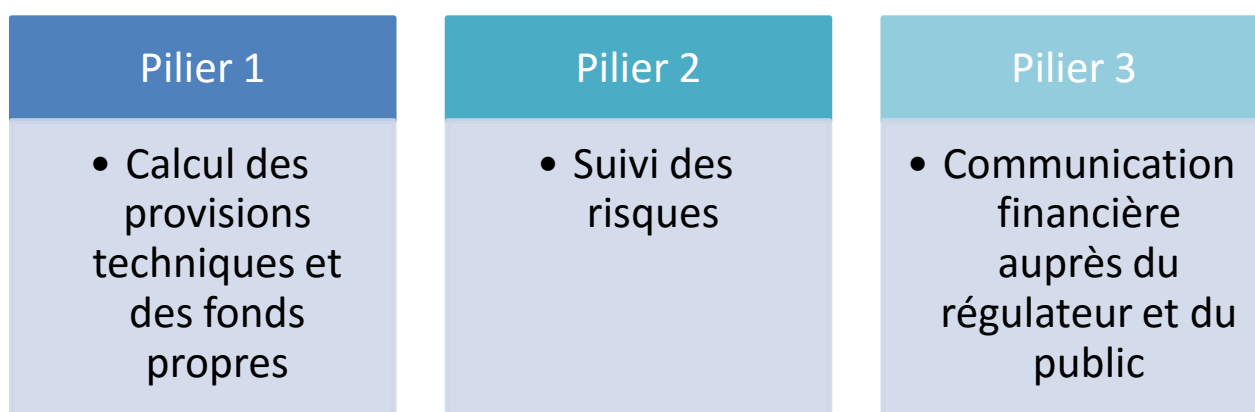 Pilier 1
• Calcul des
provisions
techniques et
des fonds
propres
Pilier 2
• Suivi des
risques
Pilier 3
• Communication
financière
auprès du
régulateur et du
public